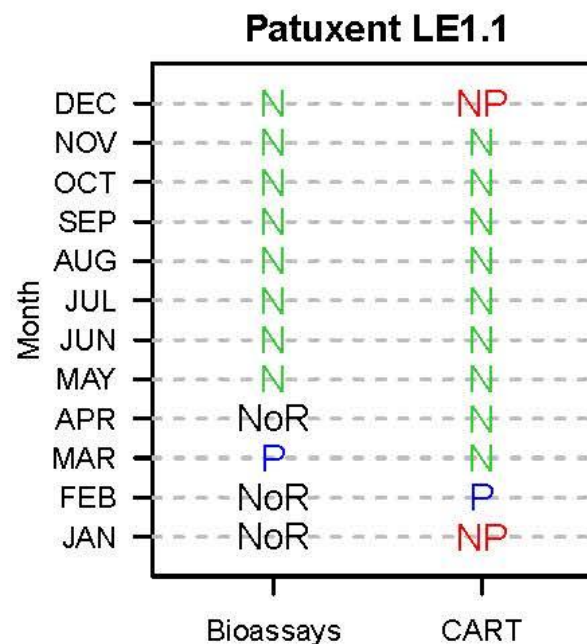 Patuxent LE1.1
Month
DEC N NP
NOV N N
OCT N N
SEP N N
AUG N N
JUL N N
JUN N N
MAY N N
APR NoR N
MAR P N
FEB NoR P
JAN NoR NP
Bioassays CART